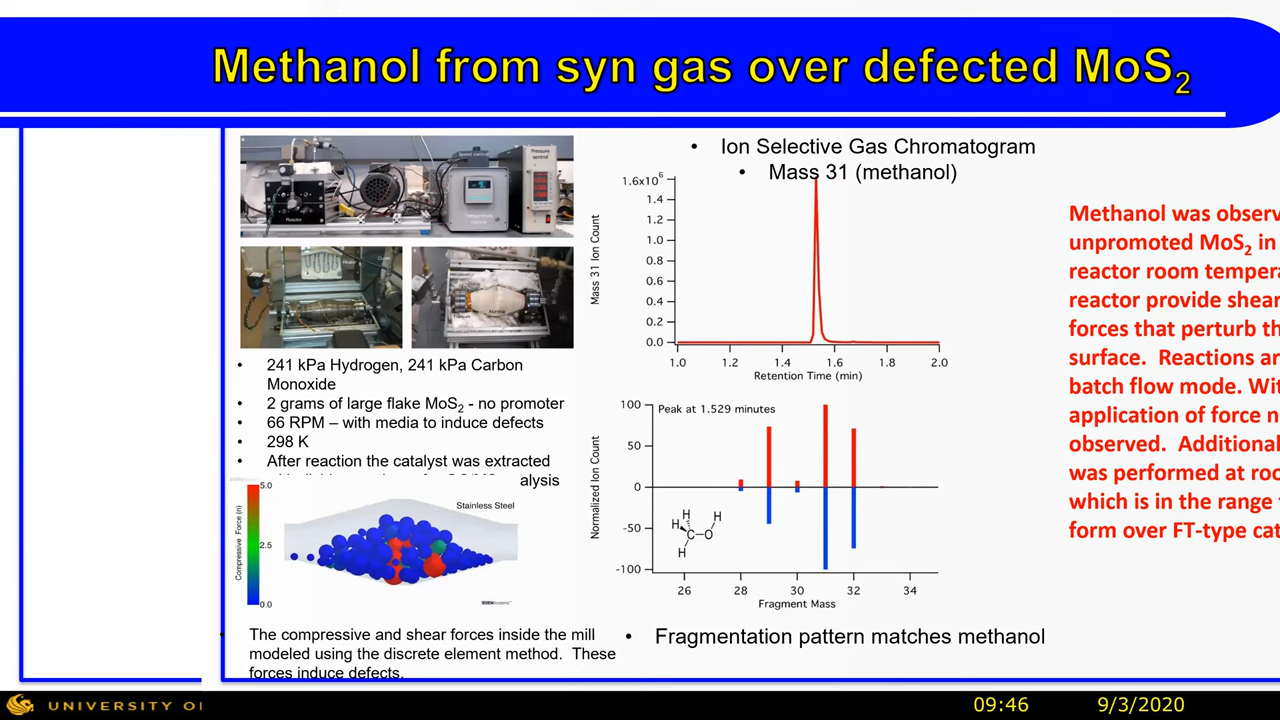 Methanol from syn gas over defected MoS2
Reactor
Speed control
Temperature control
Pressure control
Heater
• 241 kPa Hydrogen, 241 kPa Carbon
Monoxide
• 2 grams of large flake MoS2 - no promoter
• 66 RPM – with media to induce defects
• 298 K
• After reaction the catalyst was extracted
alysis
Compressive Force (n)
5.0
2.5
0.0
Stainless Steel
• The compressive and shear forces inside the mill
modeled using the discrete element method. These
forces induce defects.
• Ion Selective Gas Chromatogram
• Mass 31 (methanol)
Mass 31 Ion Count
1.6x106
1.4
1.2
1.0
0.8
0.6
0.4
0.2
0.0
1.0 1.2 1.4 1.6 1.8 2.0
Retention Time (min)
Peak at 1.529 minutes
Normalized Ion Count
100
50
0
-50
-100
H
H H
C O
H
26 28 30 32 34
Fragment Mass
• Fragmentation pattern matches methanol
Methanol was observ
unpromoted MoS2 in
reactor room tempera
reactor provide shear
forces that perturb th
surface. Reactions ar
batch flow mode. Wit
application of force n
observed. Additional
was performed at roo
which is in the range
form over FT-type cat
UNIVERSITY OF
09:46
9/3/2020